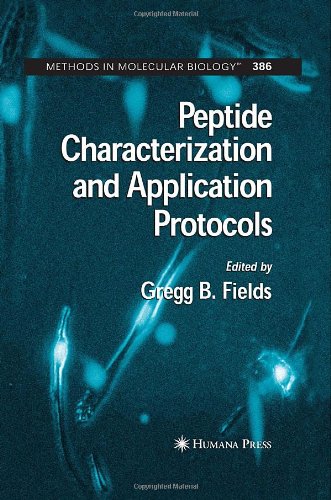 METHODS IN MOLECULAR BIOLOGY™ 386
Peptide
Characterization
and Application
Protocols
Edited by
Gregg B. Fields
HUMANA PRESS